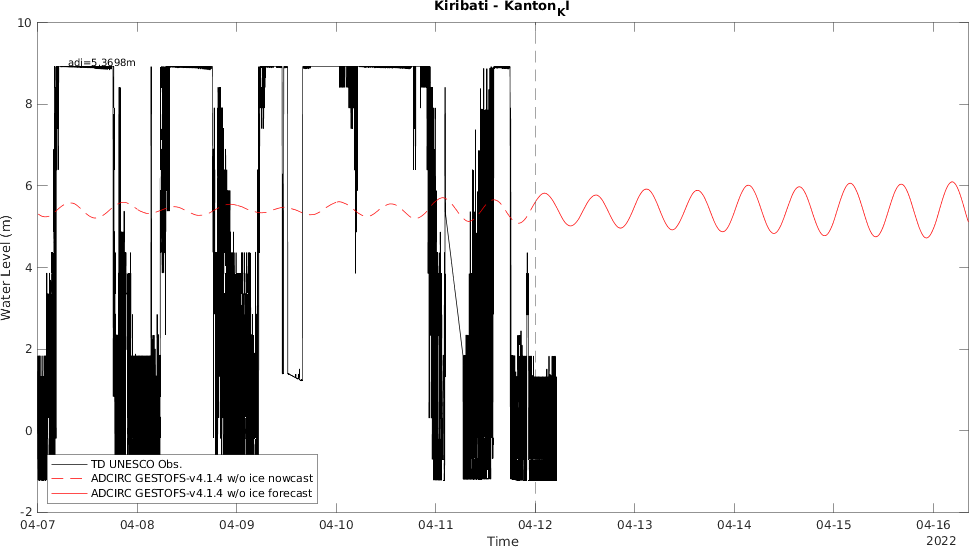 Kiribati - KantonKI
10
8
6
4
2
0
-2
Water Level (m)
adj=5.3698m
TD UNESCO Obs.
ADCIRC GESTOFS-v4.1.4 w/o ice nowcast
ADCIRC GESTOFS-v4.1.4 w/o ice forecast
04-07 04-08 04-09 04-10 04-11 04-12 04-13 04-14 04-15 04-16
Time
2022